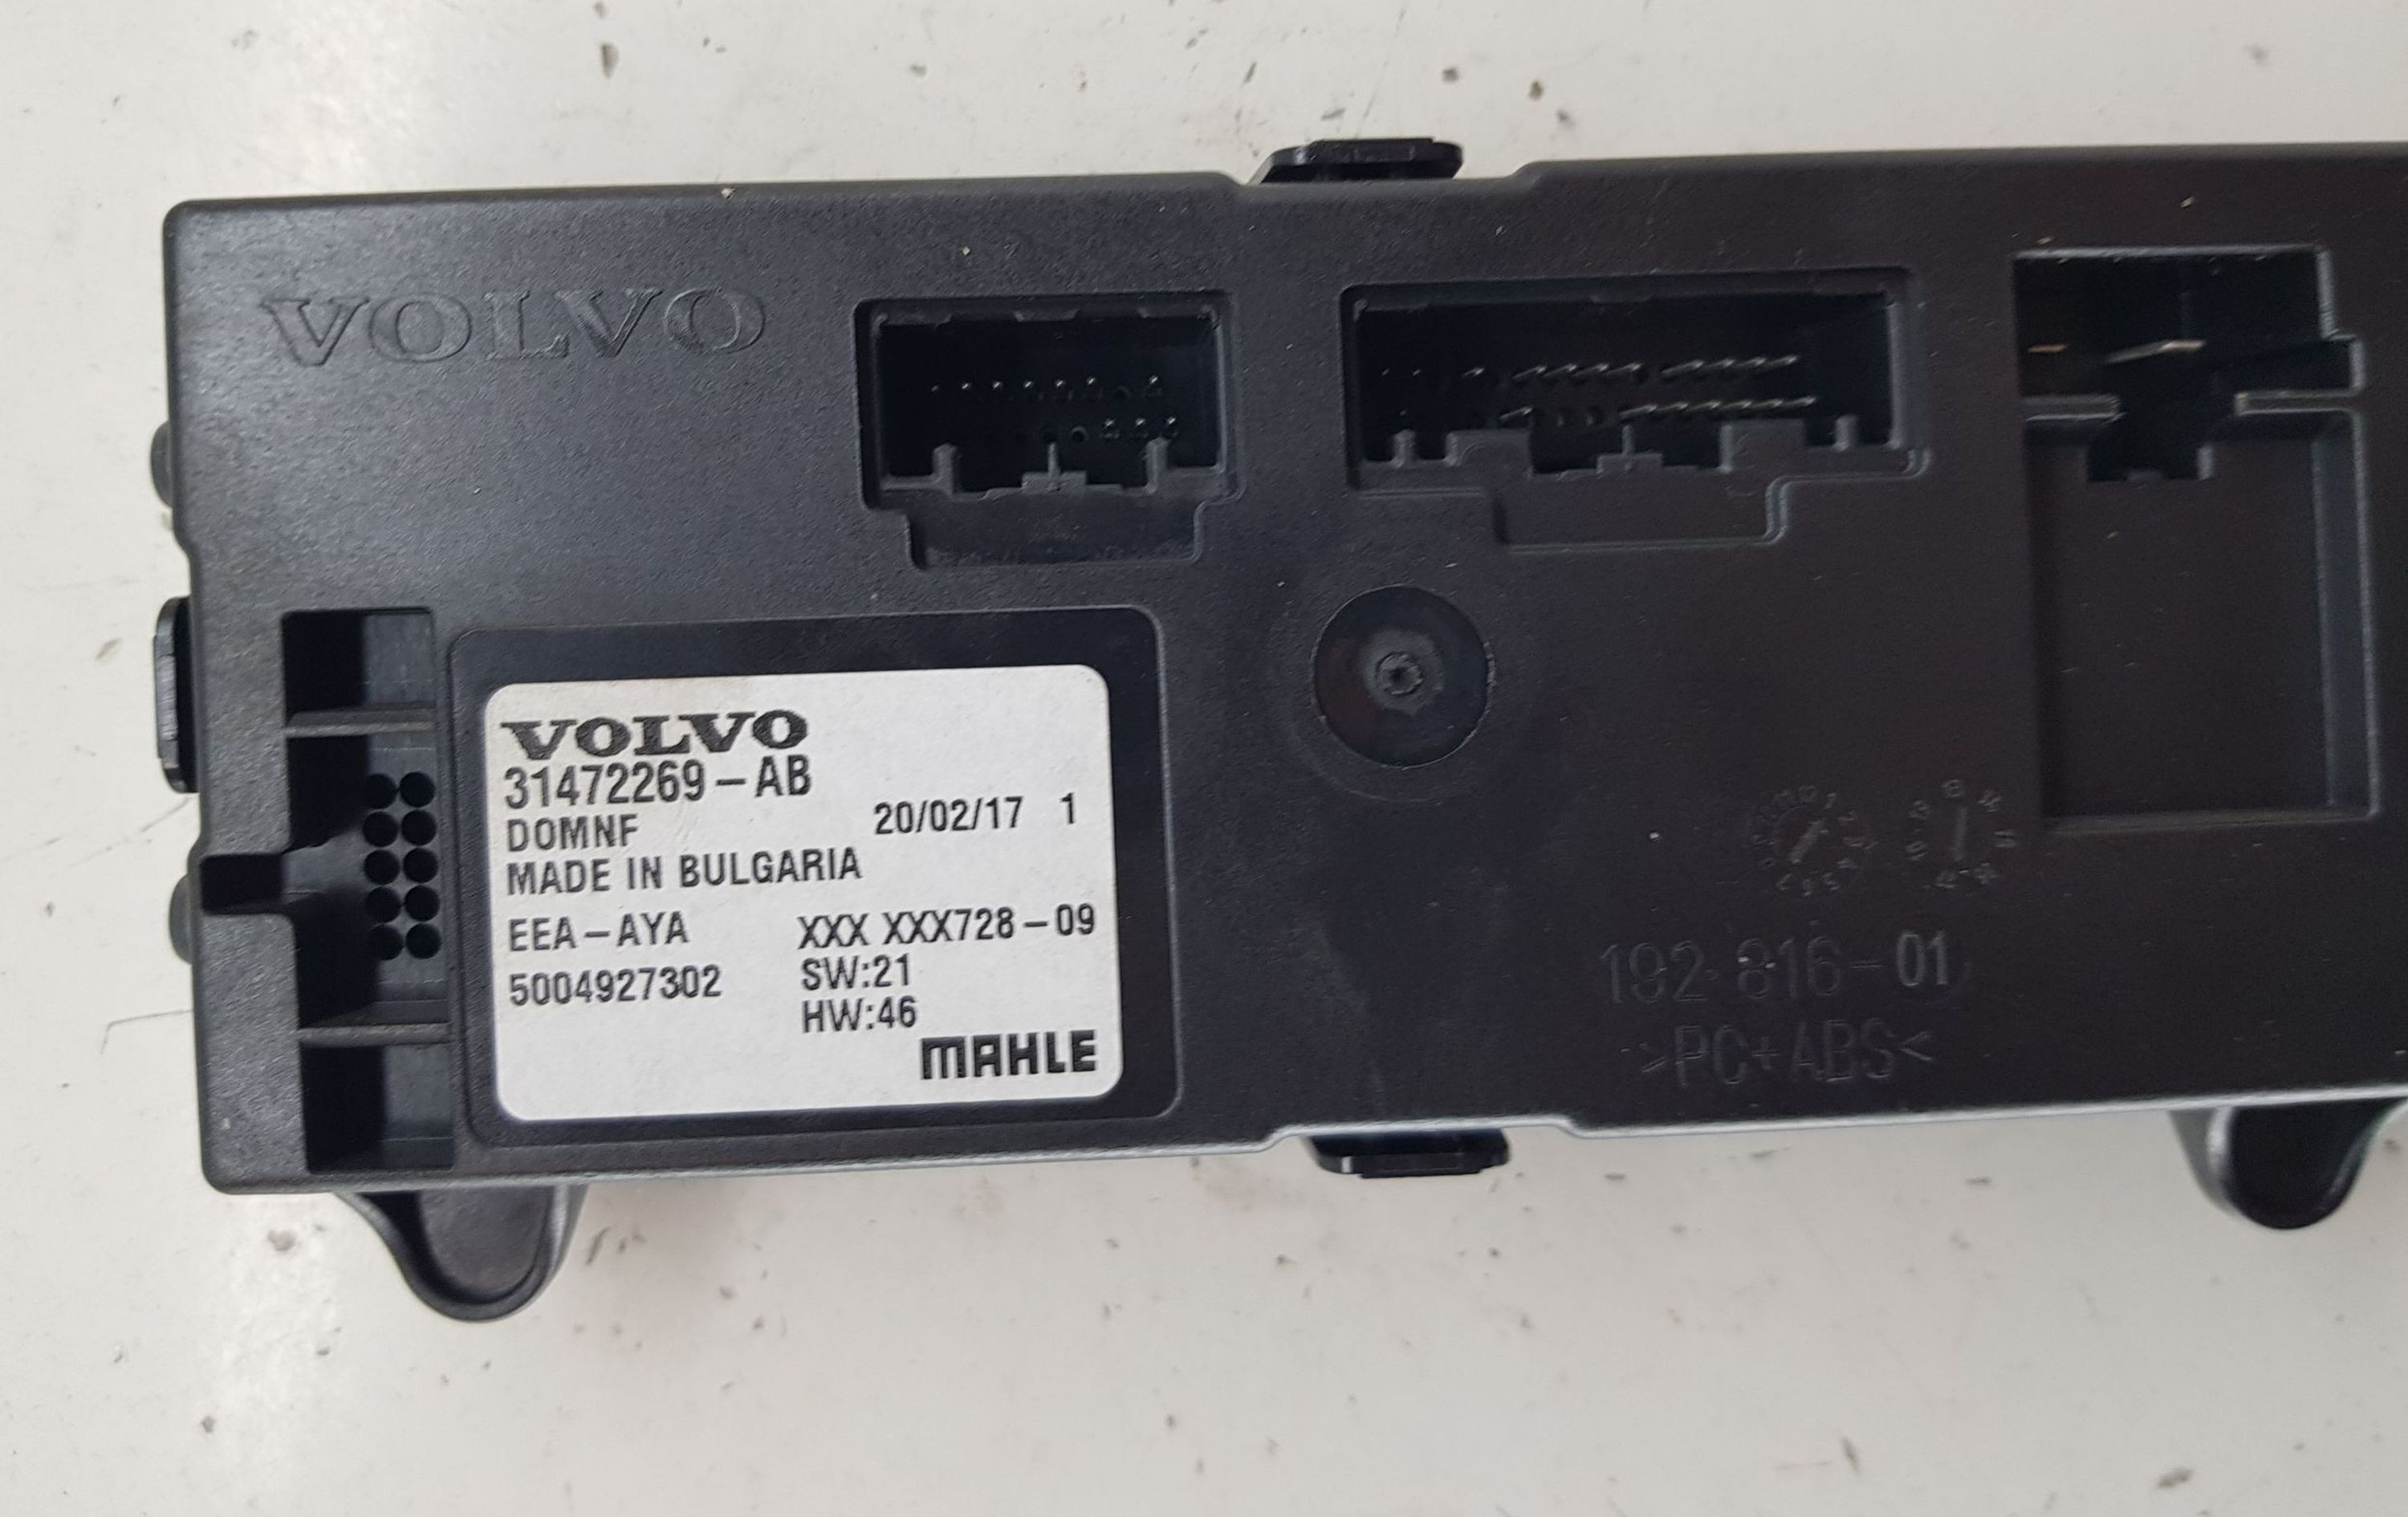 VOLVO
VOLVO
31472269-AB
DOMNF 20/02/17 1
MADE IN BULGARIA
EEA-AYA XXX XXX728-09
5004927302 SW:21
HW:46
MAHLE
192 816-01
>PC+ABS<